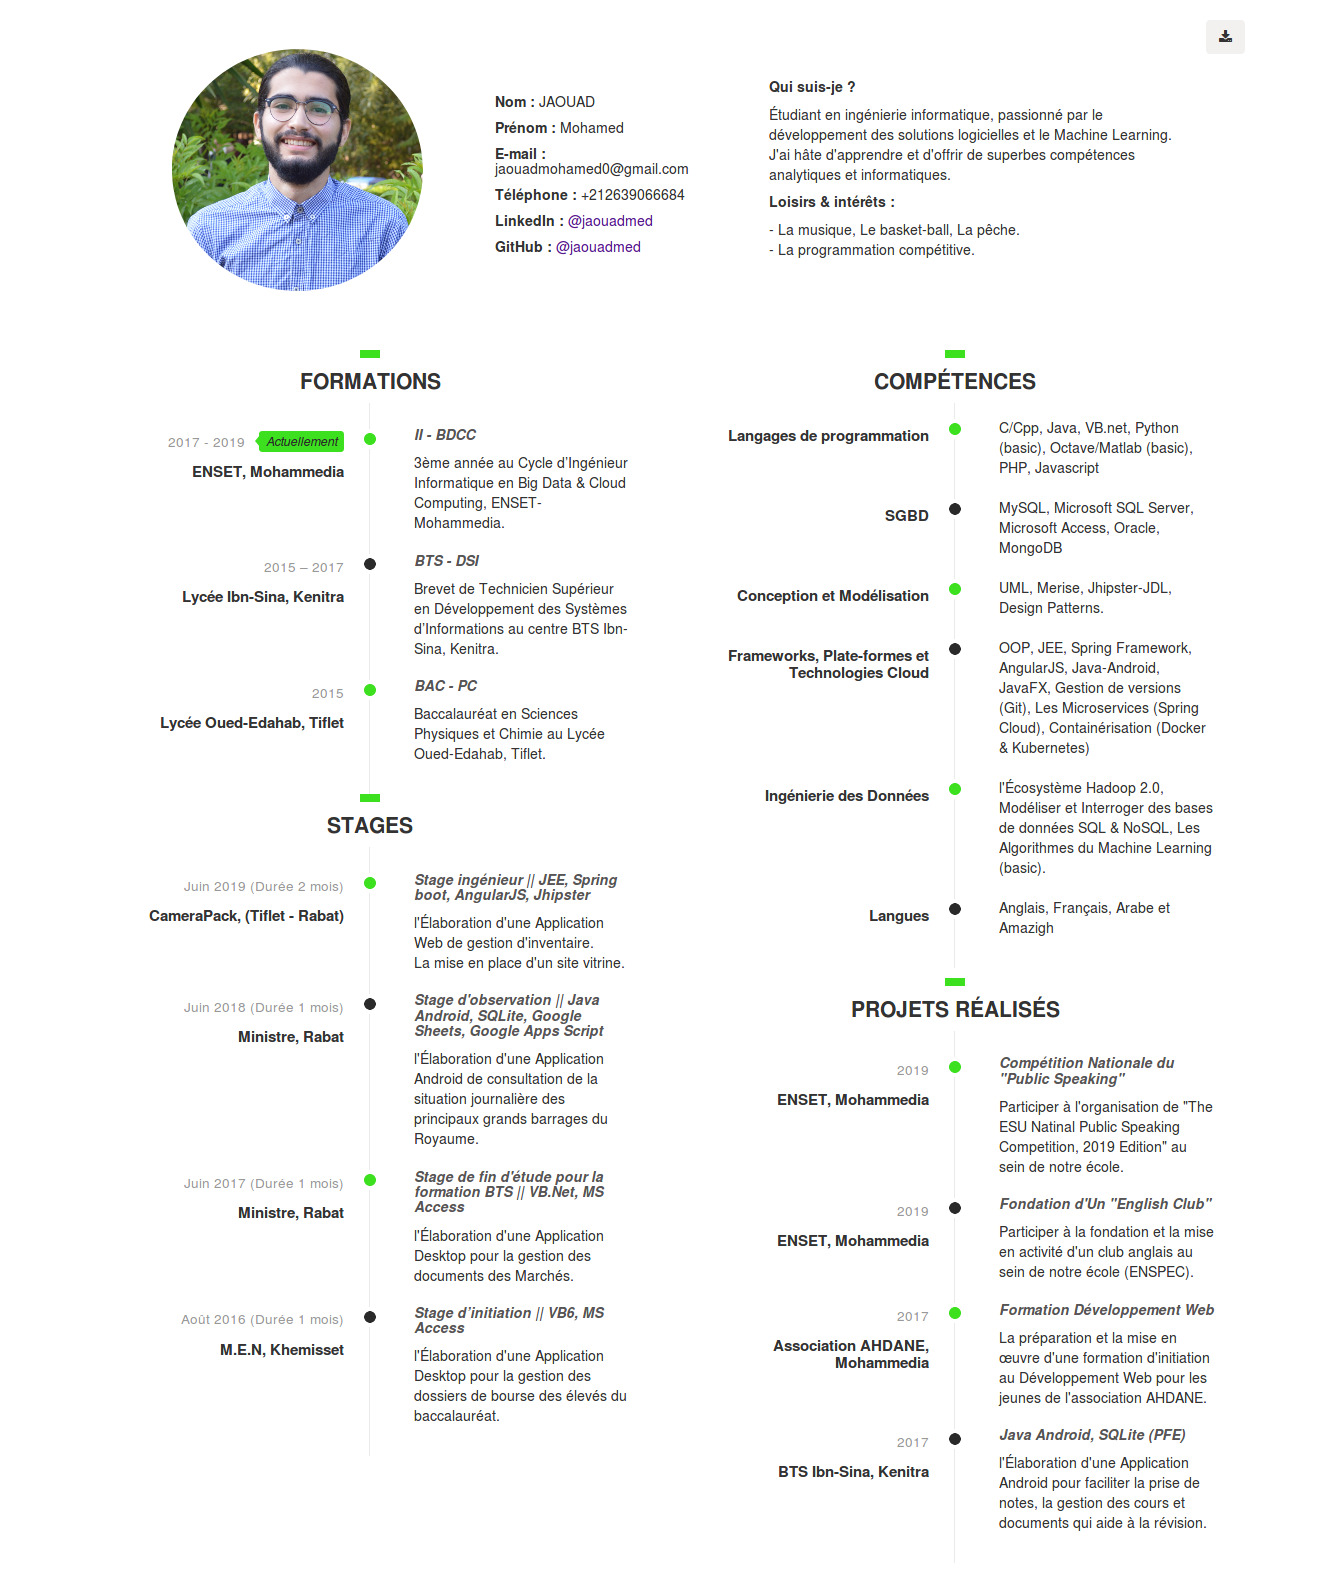 Nom : JAOUAD
Prénom : Mohamed
E-mail :
jaouadmohamed0@gmail.com
Téléphone : +212639066684
LinkedIn : @jaouadmed
GitHub : @jaouadmed
Qui suis-je ?
Étudiant en ingénierie informatique, passionné par le
développement des solutions logicielles et le Machine Learning.
J'ai hâte d'apprendre et d'offrir de superbes compétences
analytiques et informatiques.
Loisirs & intérêts :
- La musique, Le basket-ball, La pêche.
- La programmation compétitive.
FORMATIONS
2017 - 2019 Actuellement
ENSET, Mohammedia
II - BDCC
3ème année au Cycle d'Ingénieur
Informatique en Big Data & Cloud
Computing, ENSET-
Mohammedia.
2015 – 2017
Lycée Ibn-Sina, Kenitra
BTS - DSI
Brevet de Technicien Supérieur
en Développement des Systèmes
d'Informations au centre BTS Ibn-
Sina, Kenitra.
2015
Lycée Oued-Edahab, Tiflet
BAC - PC
Baccalauréat en Sciences
Physiques et Chimie au Lycée
Oued-Edahab, Tiflet.
STAGES
Juin 2019 (Durée 2 mois)
CameraPack, (Tiflet - Rabat)
Stage ingénieur || JEE, Spring
boot, AngularJS, Jhipster
l'Élaboration d'une Application
Web de gestion d'inventaire.
La mise en place d'un site vitrine.
Juin 2018 (Durée 1 mois)
Ministre, Rabat
Stage d'observation || Java
Android, SQLite, Google
Sheets, Google Apps Script
l'Élaboration d'une Application
Android de consultation de la
situation journalière des
principaux grands barrages du
Royaume.
Juin 2017 (Durée 1 mois)
Ministre, Rabat
Stage de fin d'étude pour la
formation BTS || VB.Net, MS
Access
l'Élaboration d'une Application
Desktop pour la gestion des
documents des Marchés.
Août 2016 (Durée 1 mois)
M.E.N, Khemisset
Stage d'initiation || VB6, MS
Access
l'Élaboration d'une Application
Desktop pour la gestion des
dossiers de bourse des élevés du
baccalauréat.
COMPÉTENCES
Langages de programmation
C/Cpp, Java, VB.net, Python
(basic), Octave/Matlab (basic),
PHP, Javascript
SGBD
MySQL, Microsoft SQL Server,
Microsoft Access, Oracle,
MongoDB
Conception et Modélisation
UML, Merise, Jhipster-JDL,
Design Patterns.
Frameworks, Plate-formes et
Technologies Cloud
OOP, JEE, Spring Framework,
AngularJS, Java-Android,
JavaFX, Gestion de versions
(Git), Les Microservices (Spring
Cloud), Containérisation (Docker
& Kubernetes)
Ingénierie des Données
l'Écosystème Hadoop 2.0,
Modéliser et Interroger des bases
de données SQL & NoSQL, Les
Algorithmes du Machine Learning
(basic).
Langues
Anglais, Français, Arabe et
Amazigh
PROJETS RÉALISÉS
2019
ENSET, Mohammedia
Compétition Nationale du
"Public Speaking"
Participer à l'organisation de "The
ESU Natinal Public Speaking
Competition, 2019 Edition" au
sein de notre école.
2019
ENSET, Mohammedia
Fondation d'Un "English Club"
Participer à la fondation et la mise
en activité d'un club anglais au
sein de notre école (ENSPEC).
2017
Association AHDANE,
Mohammedia
Formation Développement Web
La préparation et la mise en
œuvre d'une formation d'initiation
au Développement Web pour les
jeunes de l'association AHDANE.
2017
BTS Ibn-Sina, Kenitra
Java Android, SQLite (PFE)
l'Élaboration d'une Application
Android pour faciliter la prise de
notes, la gestion des cours et
documents qui aide à la révision.